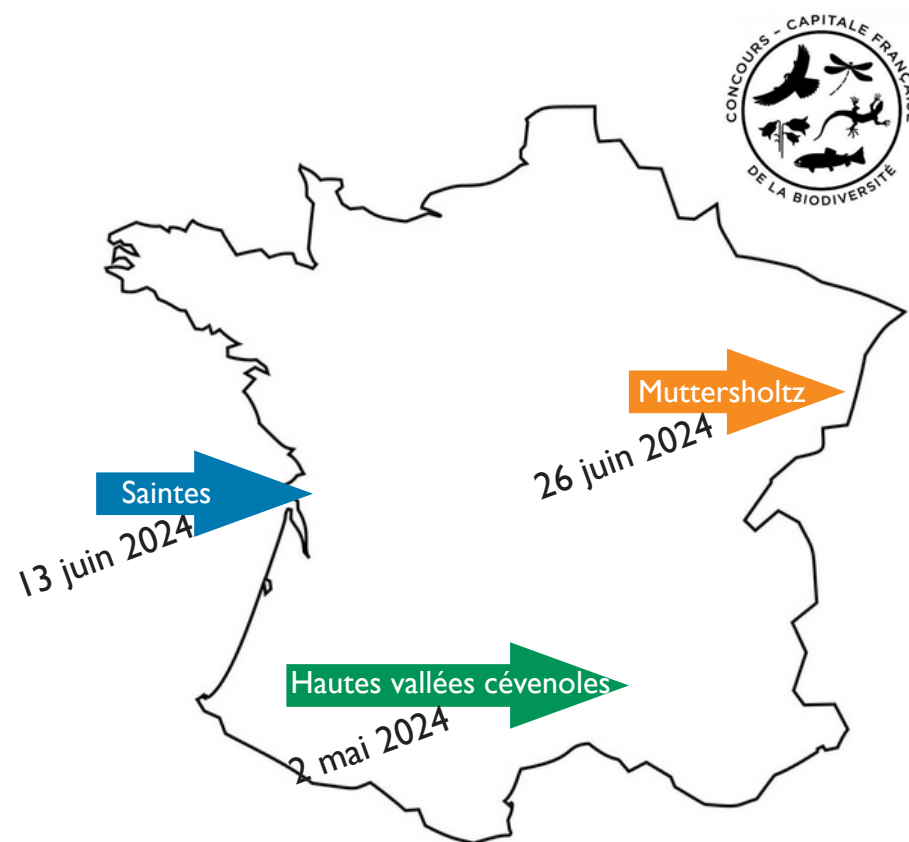 CONCOURS - CAPITALE FRANÇAISE
DE LA BIODIVERSITÉ
Muttersholtz
26 juin 2024
Saintes
13 juin 2024
Hautes vallées cévenoles
2 mai 2024